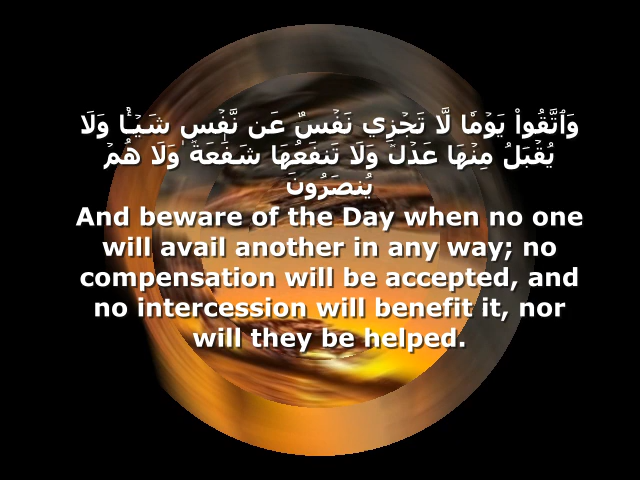 وَٱتَّقُواْ يَوۡمٗا لَّا تَجۡزِي نَفۡسٌ عَن نَّفۡسٖ شَيۡـٔٗا وَلَا
يُقۡبَلُ مِنۡهَا عَدۡلٞ وَلَا تَنفَعُهَا شَفَٰعَةٞ وَلَا هُمۡ
يُنصَرُونَ
And beware of the Day when no one
will avail another in any way; no
compensation will be accepted, and
no intercession will benefit it, nor
will they be helped.